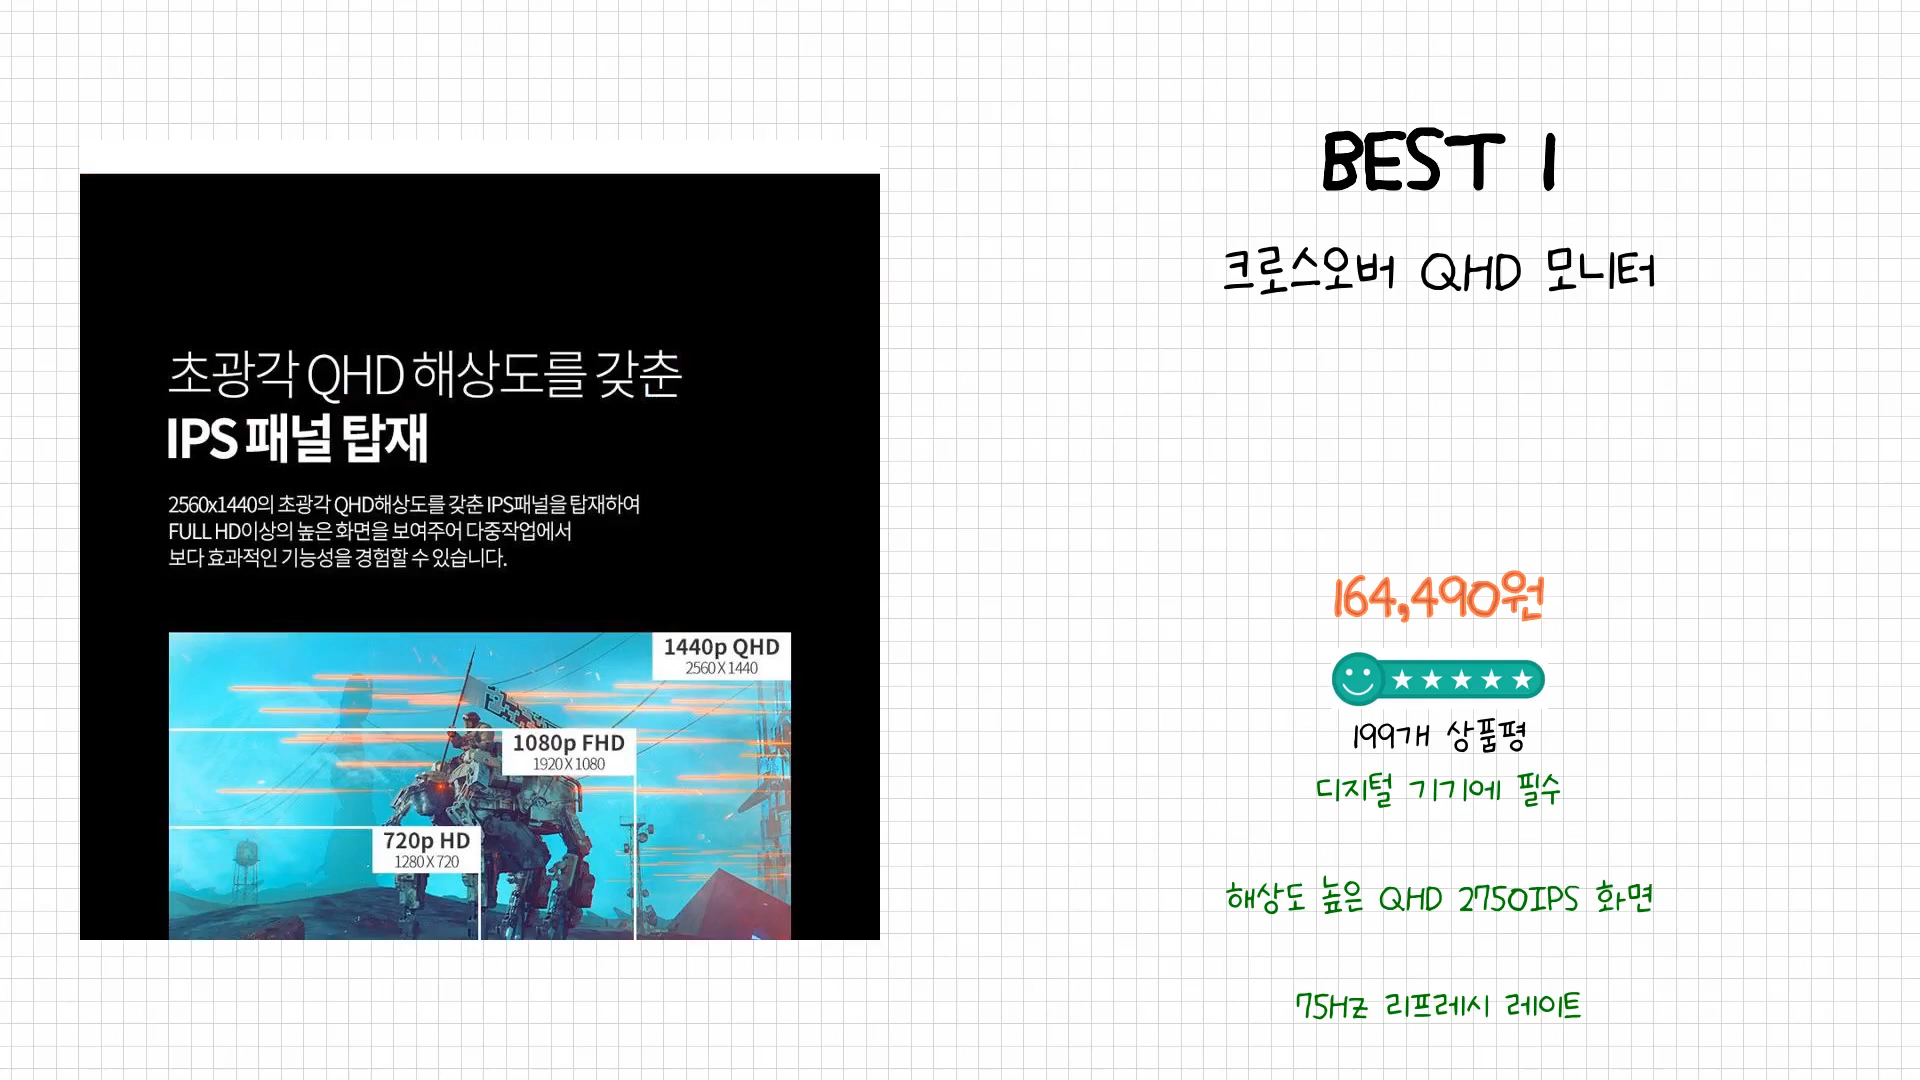 초광각 QHD 해상도를 갖춘
IPS 패널 탑재
2560x1440의 초광각 QHD해상도를 갖춘 IPS패널을 탑재하여
FULL HD이상의 높은 화면을 보여주어 다중작업에서
보다 효과적인 기능성을 경험할 수 있습니다.
1440p QHD
2560 X 1440
1080p FHD
1920 X 1080
720p HD
1280 X 720
BEST 1
크로스오버 QHD 모니터
164,490원
199개 상품평
디지털 기기에 필수
해상도 높은 QHD 2750IPS 화면
75Hz 리프레시 레이트